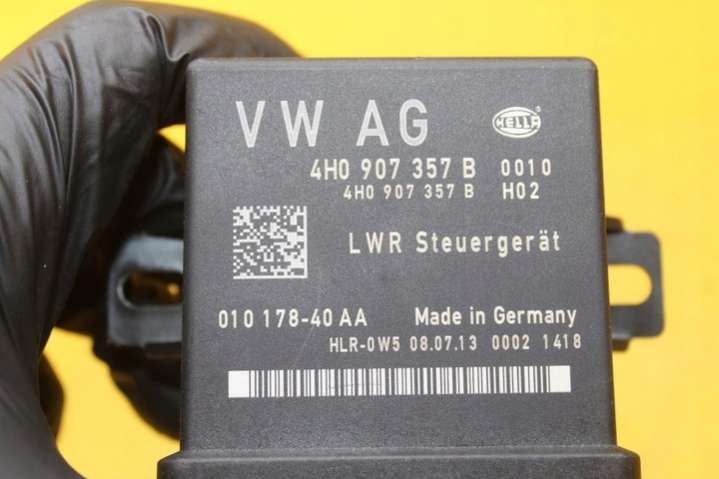 VW AG HELLA
4H0 907 357 B 0010
4H0 907 357 B H02
LWR Steuergerät
010 178-40 AA Made in Germany
HLR-0W5 08.07.13 0002 1418